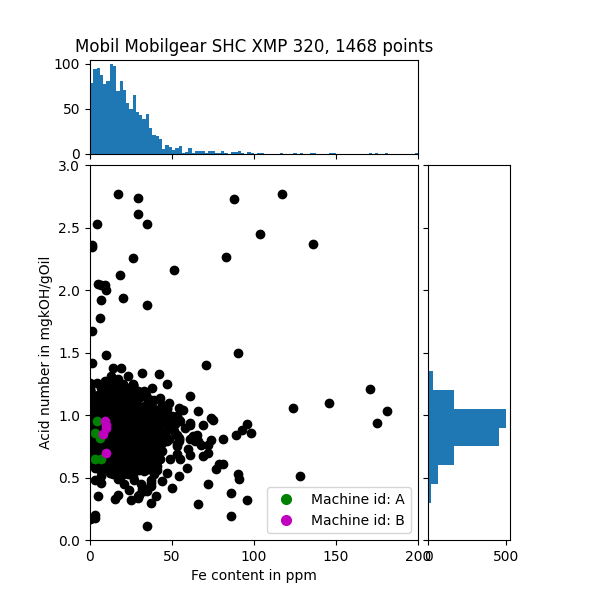 Mobil Mobilgear SHC XMP 320, 1468 points
100
50
0
3.0
2.5
2.0
1.5
1.0
0.5
0.0
Acid number in mgkOH/gOil
Machine id: A
Machine id: B
0 50 100 150 200 0 500
Fe content in ppm